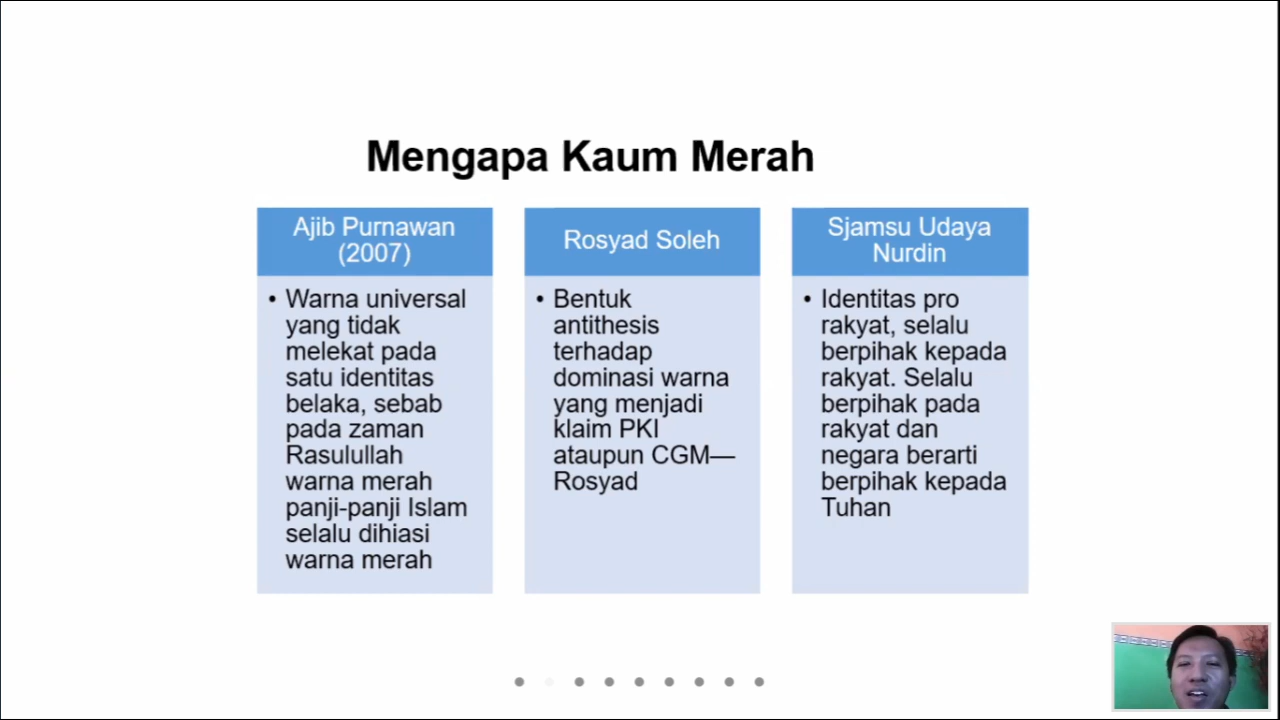 Mengapa Kaum Merah
Ajib Purnawan
(2007)
• Warna universal
yang tidak
melekat pada
satu identitas
belaka, sebab
pada zaman
Rasulullah
warna merah
panji-panji Islam
selalu dihiasi
warna merah
Rosyad Soleh
• Bentuk
antithesis
terhadap
dominasi warna
yang menjadi
klaim PKI
ataupun CGM—
Rosyad
Sjamsu Udaya
Nurdin
• Identitas pro
rakyat, selalu
berpihak kepada
rakyat. Selalu
berpihak pada
rakyat dan
negara berarti
berpihak kepada
Tuhan